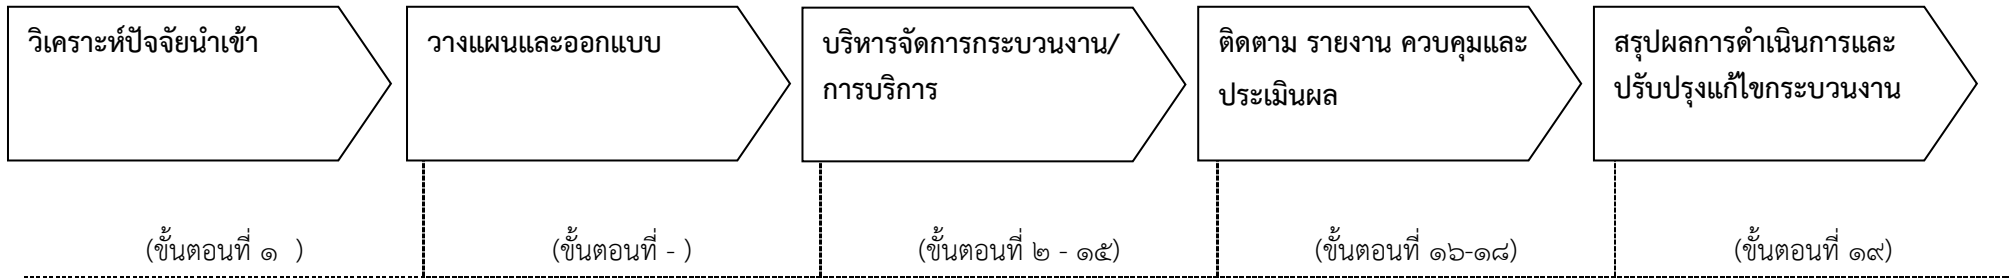 วิเคราะห์ปัจจัยนำเข้า
วางแผนและออกแบบ
บริหารจัดการกระบวนงาน/
การบริการ
ติดตาม รายงาน ควบคุมและ
ประเมินผล
สรุปผลการดำเนินการและ
ปรับปรุงแก้ไขกระบวนงาน
(ขั้นตอนที่ ๑ )
(ขั้นตอนที่ - )
(ขั้นตอนที่ ๒ - ๑๕)
(ขั้นตอนที่ ๑๖-๑๘)
(ขั้นตอนที่ ๑๙)